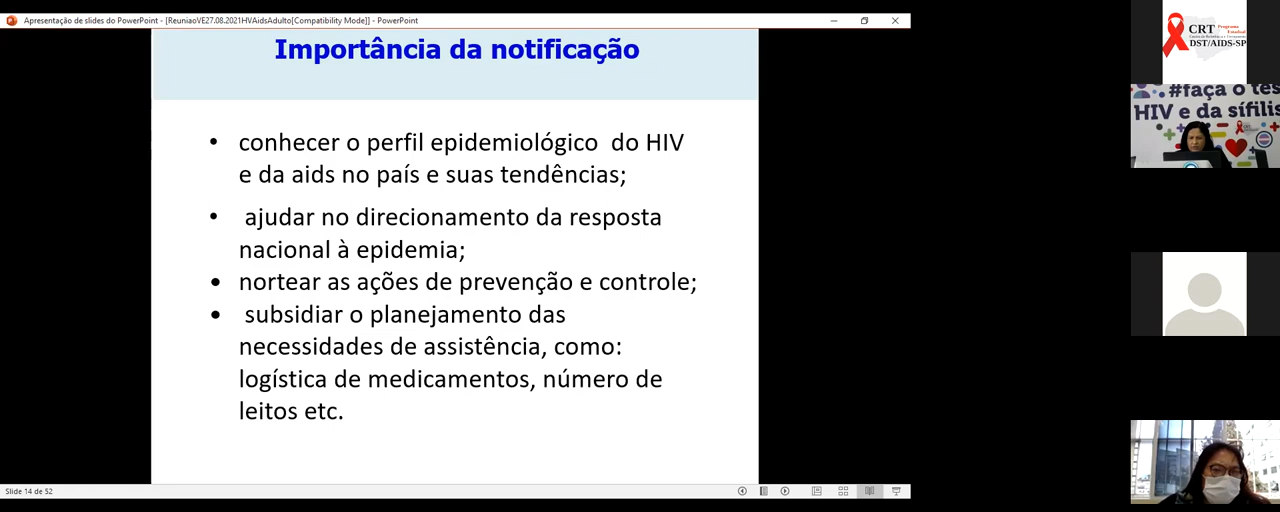 Apresentação de slides do PowerPoint - [ReuniaoVE27.08.2021HVAidsAdulto[Compatibility Mode]] - PowerPoint
Importância da notificação
• conhecer o perfil epidemiológico do HIV
e da aids no país e suas tendências;
• ajudar no direcionamento da resposta
nacional à epidemia;
• nortear as ações de prevenção e controle;
• subsidiar o planejamento das
necessidades de assistência, como:
logística de medicamentos, número de
leitos etc.
Slide 14 de 52
CRT
Programa
Estadual
DST/AIDS-SP
#faça o tes
HIV e da sífilis